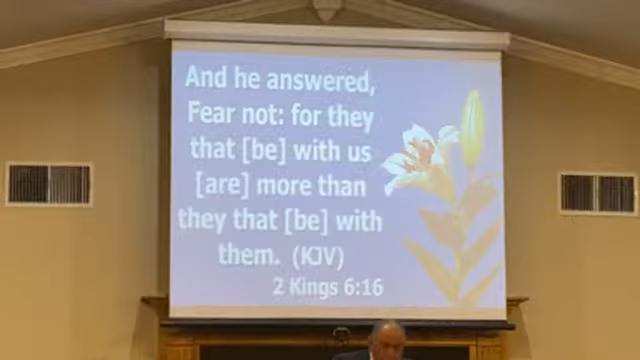 And he answered,
Fear not: for they
that [be] with us
[are] more than
they that [be] with
them. (KJV)
2 Kings 6:16